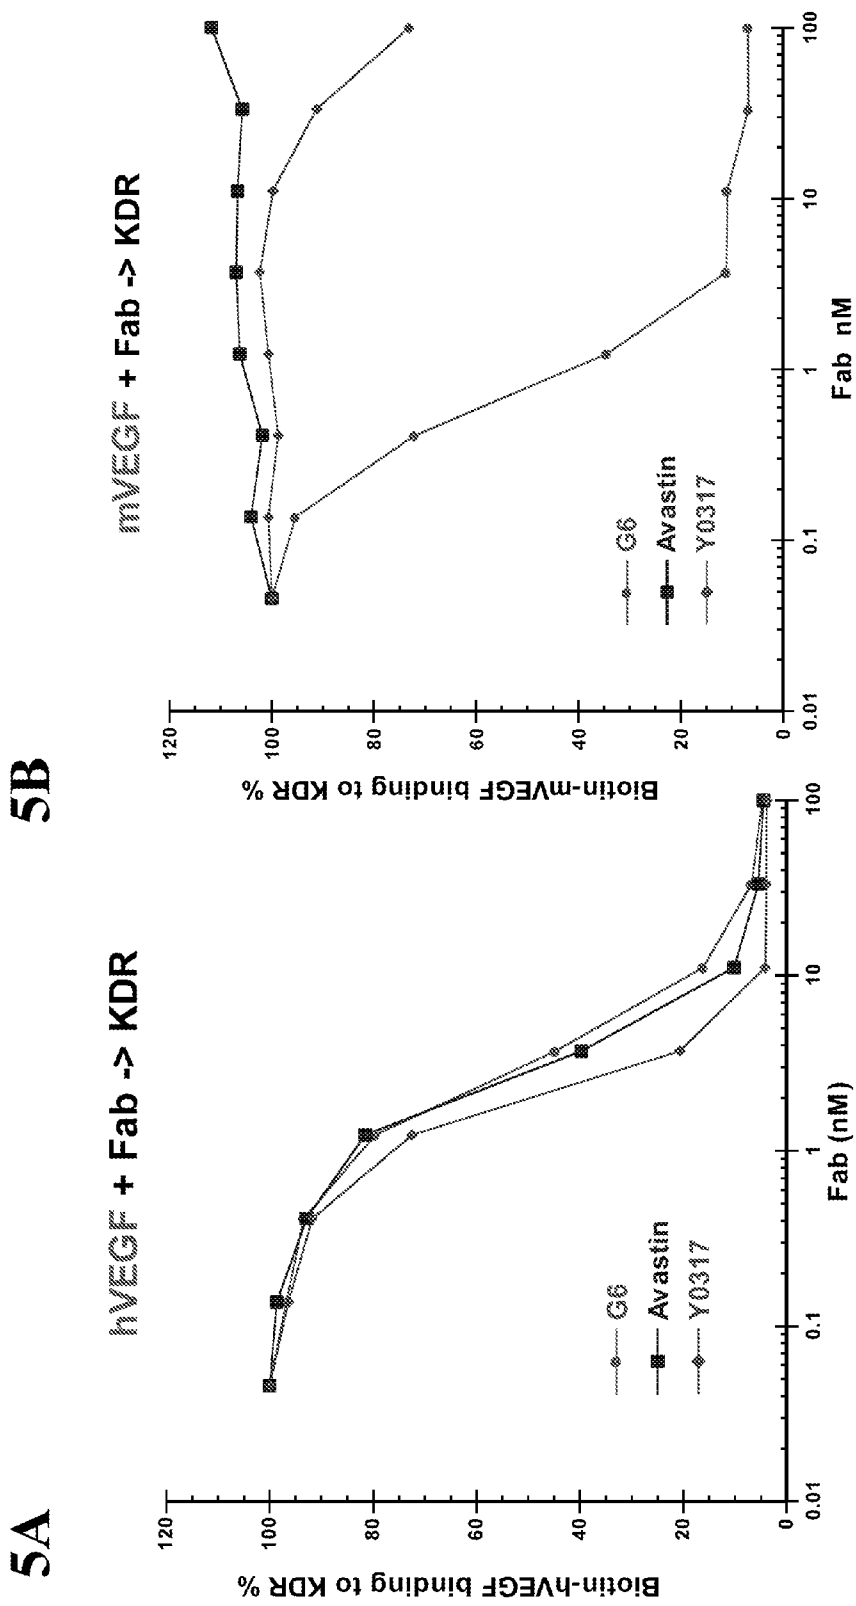 5A
hVEGF + Fab -> KDR
Biotin-hVEGF binding to KDR %
120
100
80
60
40
20
0
G6
Avastin
Y0317
0.01
0.1
1
10
100
Fab (nM)
5B
mVEGF + Fab -> KDR
Biotin-mVEGF binding to KDR %
120
100
80
60
40
20
0
G6
Avastin
Y0317
0.01
0.1
1
10
100
Fab nM